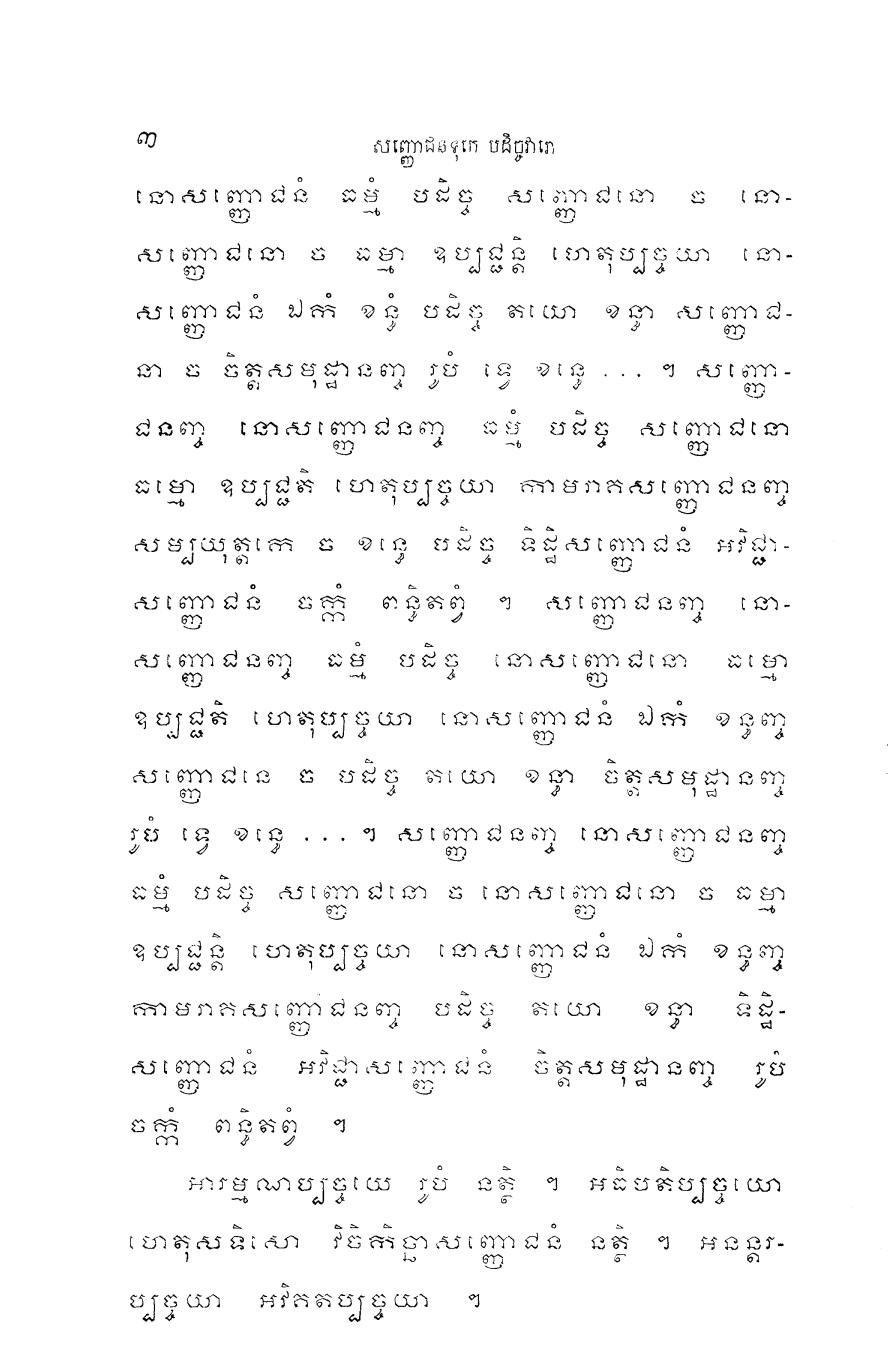 ៣
សញ្ញោជនទុកេ បដិច្ចវារោ
នោសញ្ញោជនំ ធម្មំ បដិច្ច សញ្ញោជនោ ច នោ-
សញ្ញោជនោ ច ធម្មា ឧប្បជ្ជន្តិ ហេតុប្បច្ចយា នោ-
សញ្ញោជនំ ឯកំ ខន្ធំ បដិច្ច តយោ ខន្ធា សញ្ញោជ-
នា ច ចិត្តសមុដ្ឋានញ្ច រូបំ ទ្វេ ខន្ធេ ... ។ សញ្ញោ-
ជនញ្ច នោសញ្ញោជនញ្ច ធម្មំ បដិច្ច សញ្ញោជនោ
ធម្មោ ឧប្បជ្ជតិ ហេតុប្បច្ចយា កាមរាគសញ្ញោជនញ្ច
សម្បយុត្តកេ ច ខន្ធេ បដិច្ច ទិដ្ឋិសញ្ញោជនំ អវិជ្ជា-
សញ្ញោជនំ ចក្កំ ពន្ធិតព្វំ ។ សញ្ញោជនញ្ច នោ-
សញ្ញោជនញ្ច ធម្មំ បដិច្ច នោសញ្ញោជនោ ធម្មោ
ឧប្បជ្ជតិ ហេតុប្បច្ចយា នោសញ្ញោជនំ ឯកំ ខន្ធញ្ច
សញ្ញោជនេ ច បដិច្ច តយោ ខន្ធា ចិត្តសមុដ្ឋានញ្ច
រូបំ ទ្វេ ខន្ធេ ... ។ សញ្ញោជនញ្ច នោសញ្ញោជនញ្ច
ធម្មំ បដិច្ច សញ្ញោជនោ ច នោសញ្ញោជនោ ច ធម្មា
ឧប្បជ្ជន្តិ ហេតុប្បច្ចយា នោសញ្ញោជនំ ឯកំ ខន្ធញ្ច
កាមរាគសញ្ញោជនញ្ច បដិច្ច តយោ ខន្ធា ទិដ្ឋិ-
សញ្ញោជនំ អវិជ្ជាសញ្ញោជនំ ចិត្តសមុដ្ឋានញ្ច រូបំ
ចក្កំ ពន្ធិតព្វំ ។
អារម្មណប្បច្ចយេ រូបំ នត្ថិ ។ អធិបតិប្បច្ចយោ
ហេតុសទិសោ វិចិកិច្ឆាសញ្ញោជនំ នត្ថិ ។ អនន្តរ-
ប្បច្ចយា អវិគតប្បច្ចយា ។